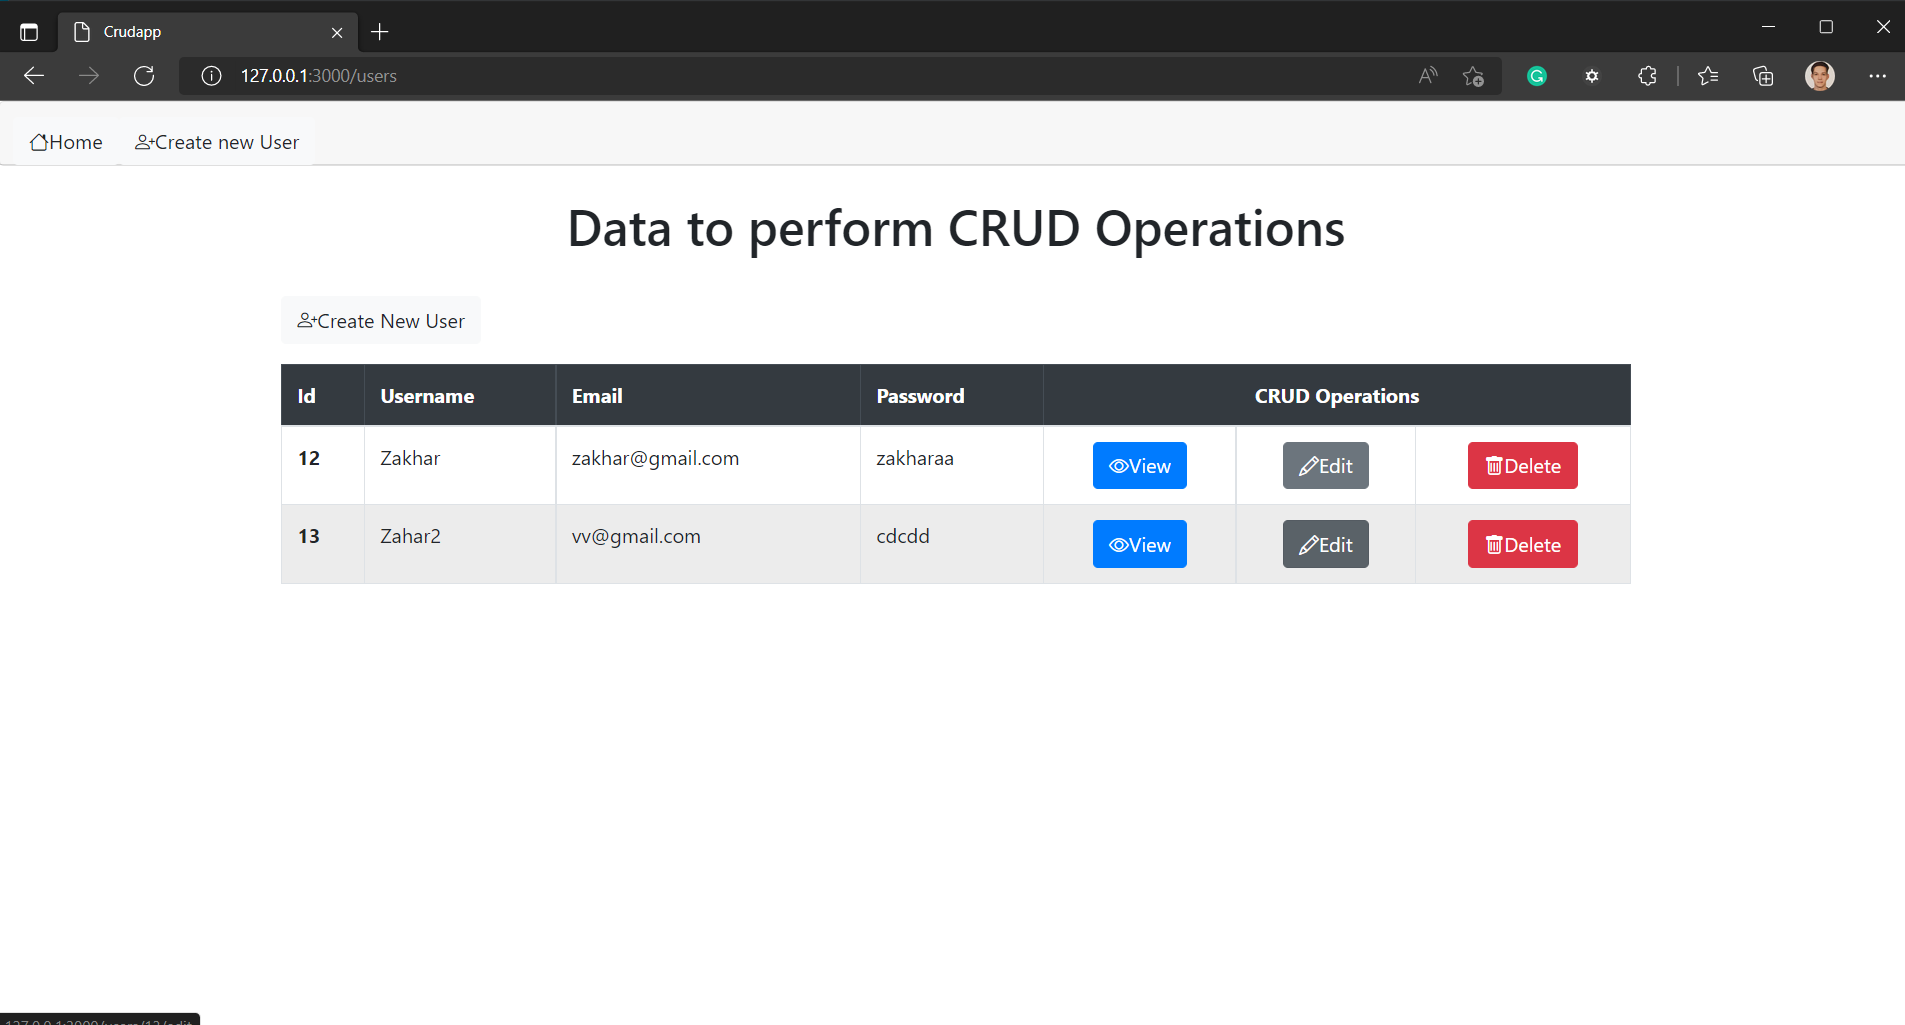 Crudapp
127.0.0.1:3000/users
Home Create new User
Data to perform CRUD Operations
Create New User
Id Username Email Password CRUD Operations
12 Zakhar zakhar@gmail.com zakharaa View Edit Delete
13 Zahar2 vv@gmail.com cdcdd View Edit Delete